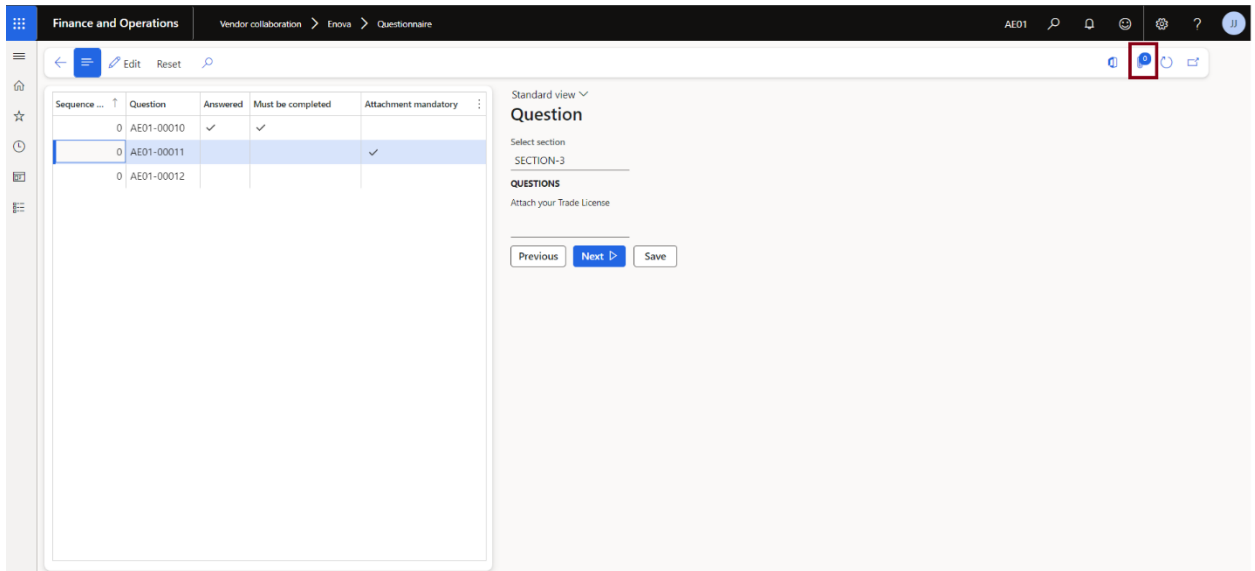 Finance and Operations Vendor collaboration Enova Questionnaire AE01 ? JJ
Edit Reset 0
Sequence ... Question Answered Must be completed Attachment mandatory
0 AE01-00010
0 AE01-00011
0 AE01-00012
Standard view
Question
Select section
SECTION-3
QUESTIONS
Attach your Trade License
Previous Next Save